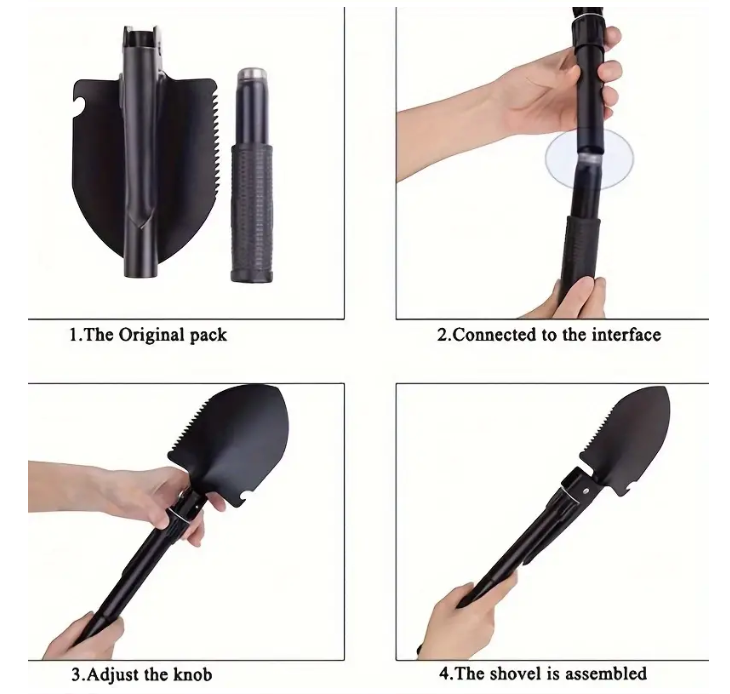 1.The Original pack
2.Connected to the interface
3.Adjust the knob
4.The shovel is assembled